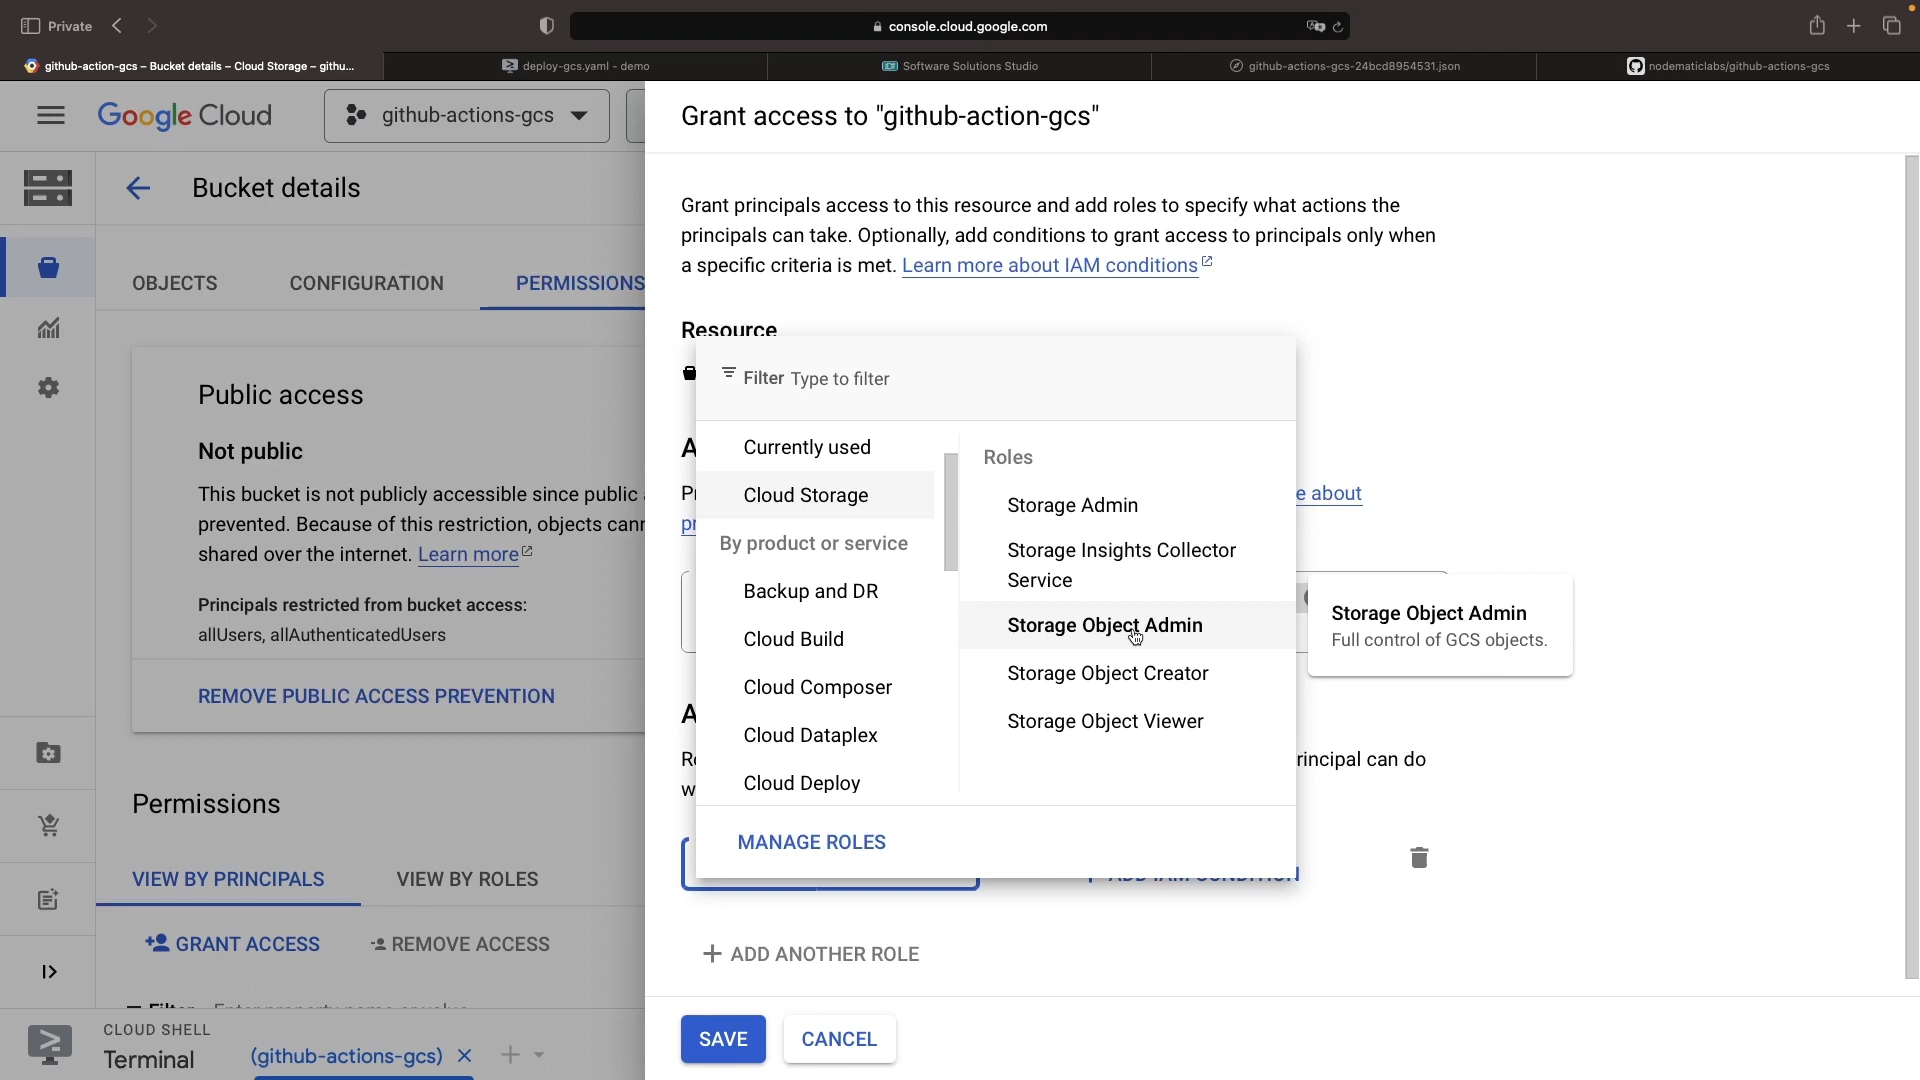 Private
console.cloud.google.com
github-action-gcs – Bucket details – Cloud Storage – githu...
deploy-gcs.yaml - demo
Software Solutions Studio
github-actions-gcs-24bcd8954531.json
nodematiclabs/github-actions-gcs
Google Cloud
github-actions-gcs
Grant access to "github-action-gcs"
Bucket details
OBJECTS
CONFIGURATION
PERMISSIONS
Public access
Not public
This bucket is not publicly accessible since public
prevented. Because of this restriction, objects can
shared over the internet. Learn more
Principals restricted from bucket access:
allUsers, allAuthenticatedUsers
REMOVE PUBLIC ACCESS PREVENTION
Permissions
VIEW BY PRINCIPALS
VIEW BY ROLES
GRANT ACCESS
REMOVE ACCESS
CLOUD SHELL
Terminal
(github-actions-gcs)
Grant principals access to this resource and add roles to specify what actions the
principals can take. Optionally, add conditions to grant access to principals only when
a specific criteria is met. Learn more about IAM conditions
Resource
Filter Type to filter
Currently used
Cloud Storage
By product or service
Backup and DR
Cloud Build
Cloud Composer
Cloud Dataplex
Cloud Deploy
Roles
Storage Admin
Storage Insights Collector
Service
Storage Object Admin
Storage Object Creator
Storage Object Viewer
MANAGE ROLES
e about
Storage Object Admin
Full control of GCS objects.
rincipal can do
ADD IAM CONDITION
ADD ANOTHER ROLE
SAVE
CANCEL